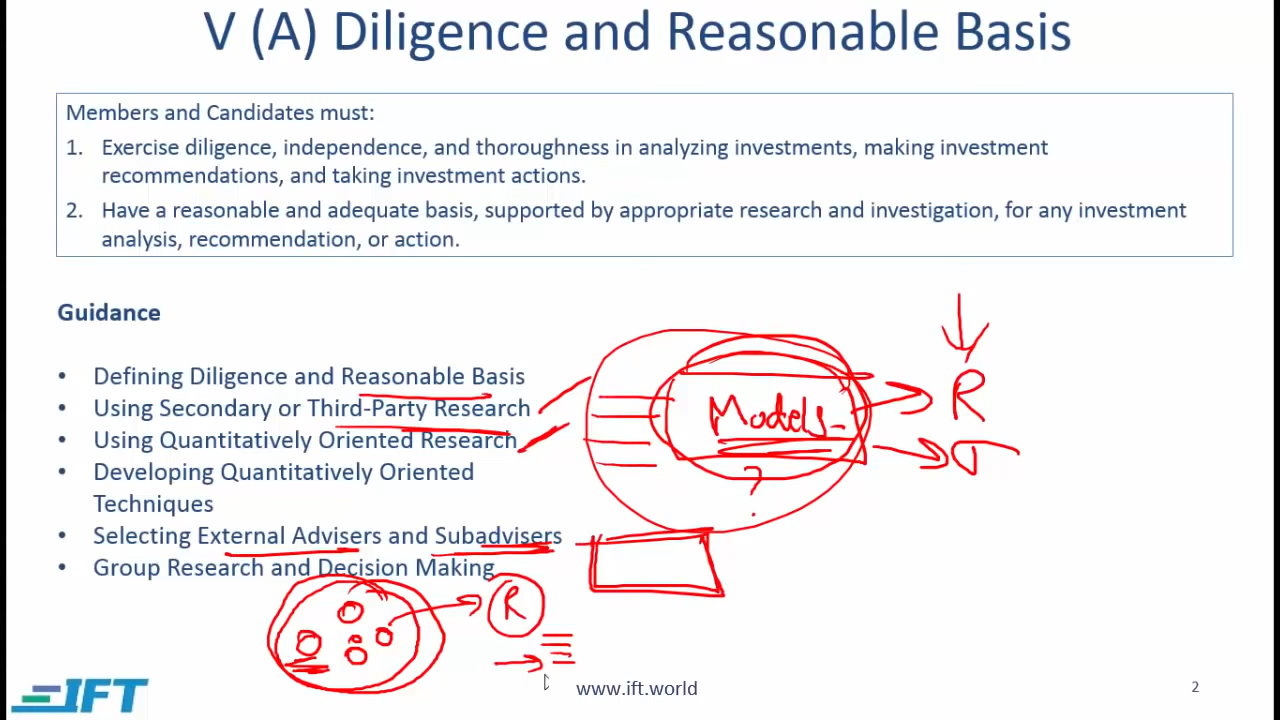 V (A) Diligence and Reasonable Basis
Members and Candidates must:
1. Exercise diligence, independence, and thoroughness in analyzing investments, making investment
recommendations, and taking investment actions.
2. Have a reasonable and adequate basis, supported by appropriate research and investigation, for any investment
analysis, recommendation, or action.
Guidance
• Defining Diligence and Reasonable Basis
• Using Secondary or Third-Party Research
• Using Quantitatively Oriented Research
• Developing Quantitatively Oriented
Techniques
• Selecting External Advisers and Subadvisers
• Group Research and Decision Making
Models
?
R
σ
R
IFT
www.ift.world
2